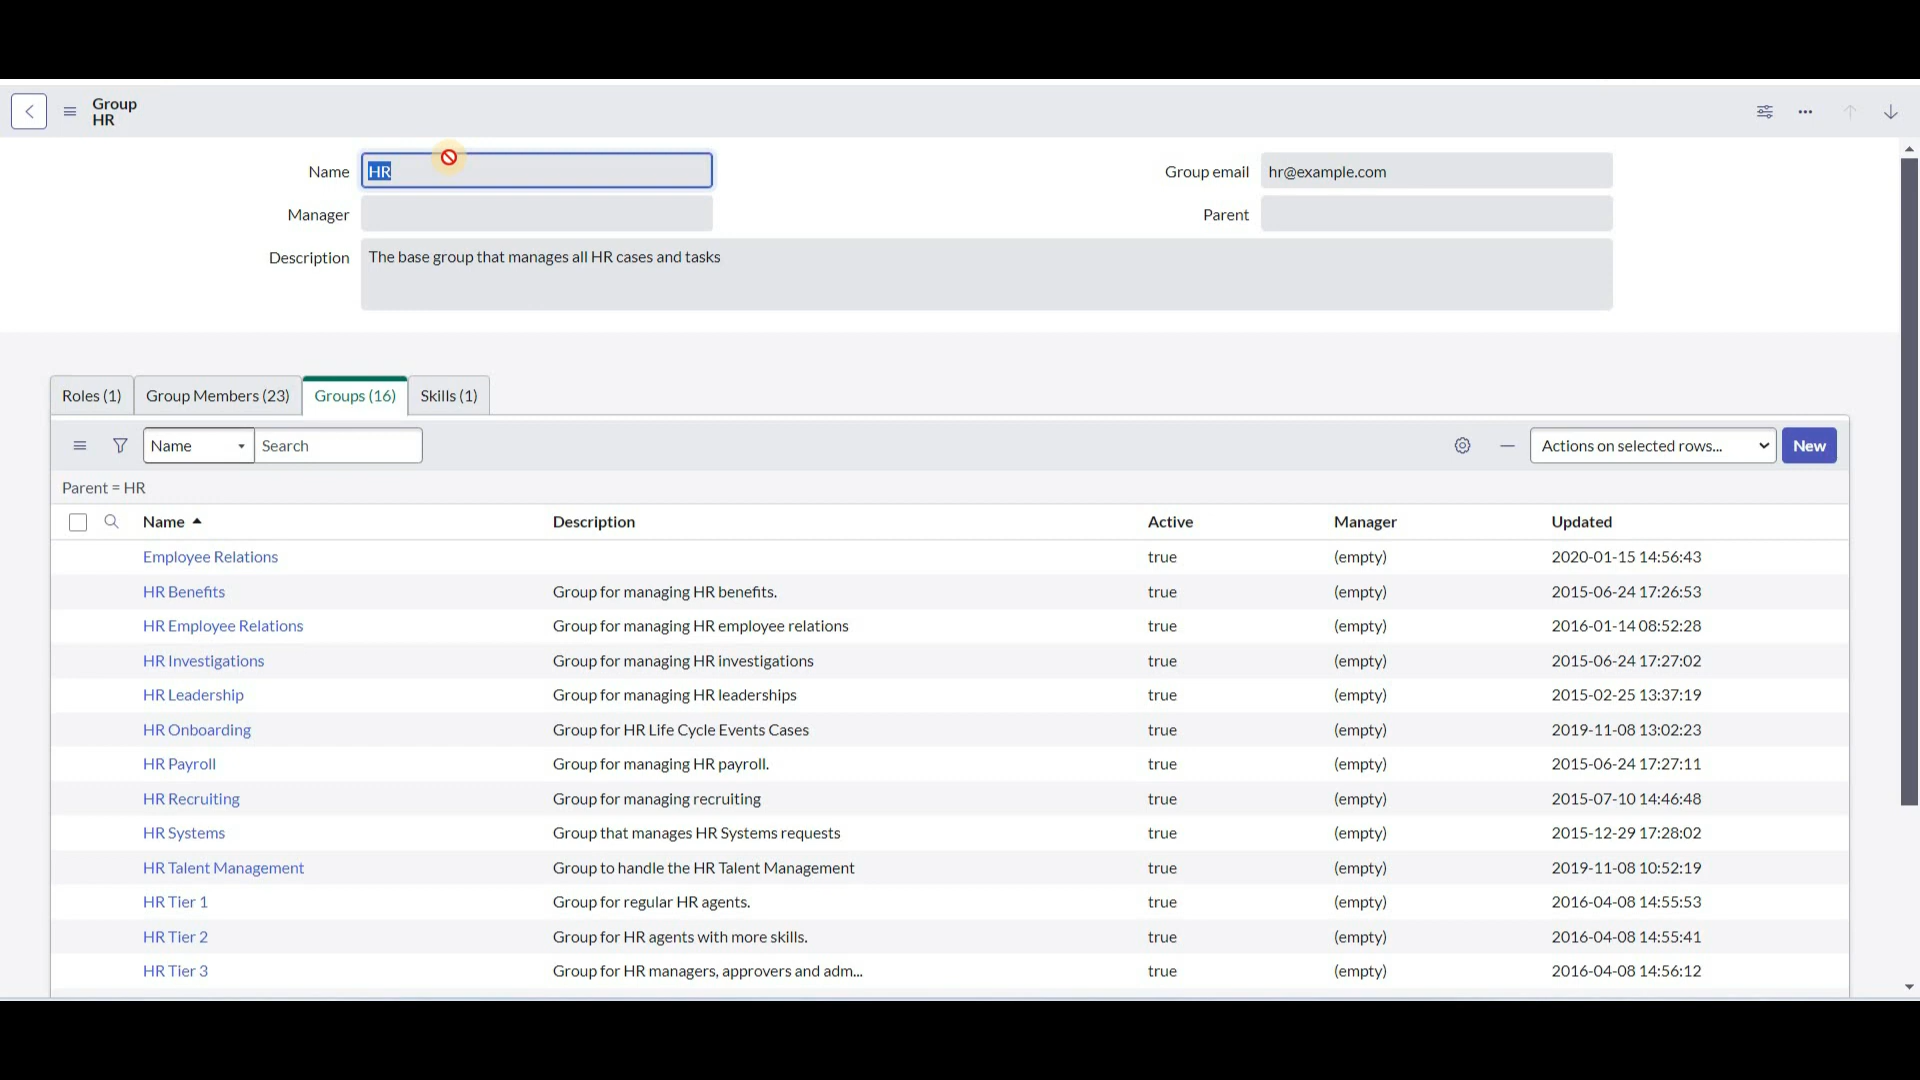 Group
HR
Name HR Group email hr@example.com
Manager Parent
Description The base group that manages all HR cases and tasks
Roles (1) Group Members (23) Groups (16) Skills (1)
Name Search Actions on selected rows... New
Parent = HR
Name Description Active Manager Updated
Employee Relations true (empty) 2020-01-15 14:56:43
HR Benefits Group for managing HR benefits. true (empty) 2015-06-24 17:26:53
HR Employee Relations Group for managing HR employee relations true (empty) 2016-01-14 08:52:28
HR Investigations Group for managing HR investigations true (empty) 2015-06-24 17:27:02
HR Leadership Group for managing HR leaderships true (empty) 2015-02-25 13:37:19
HR Onboarding Group for HR Life Cycle Events Cases true (empty) 2019-11-08 13:02:23
HR Payroll Group for managing HR payroll. true (empty) 2015-06-24 17:27:11
HR Recruiting Group for managing recruiting true (empty) 2015-07-10 14:46:48
HR Systems Group that manages HR Systems requests true (empty) 2015-12-29 17:28:02
HR Talent Management Group to handle the HR Talent Management true (empty) 2019-11-08 10:52:19
HR Tier 1 Group for regular HR agents. true (empty) 2016-04-08 14:55:53
HR Tier 2 Group for HR agents with more skills. true (empty) 2016-04-08 14:55:41
HR Tier 3 Group for HR managers, approvers and adm... true (empty) 2016-04-08 14:56:12